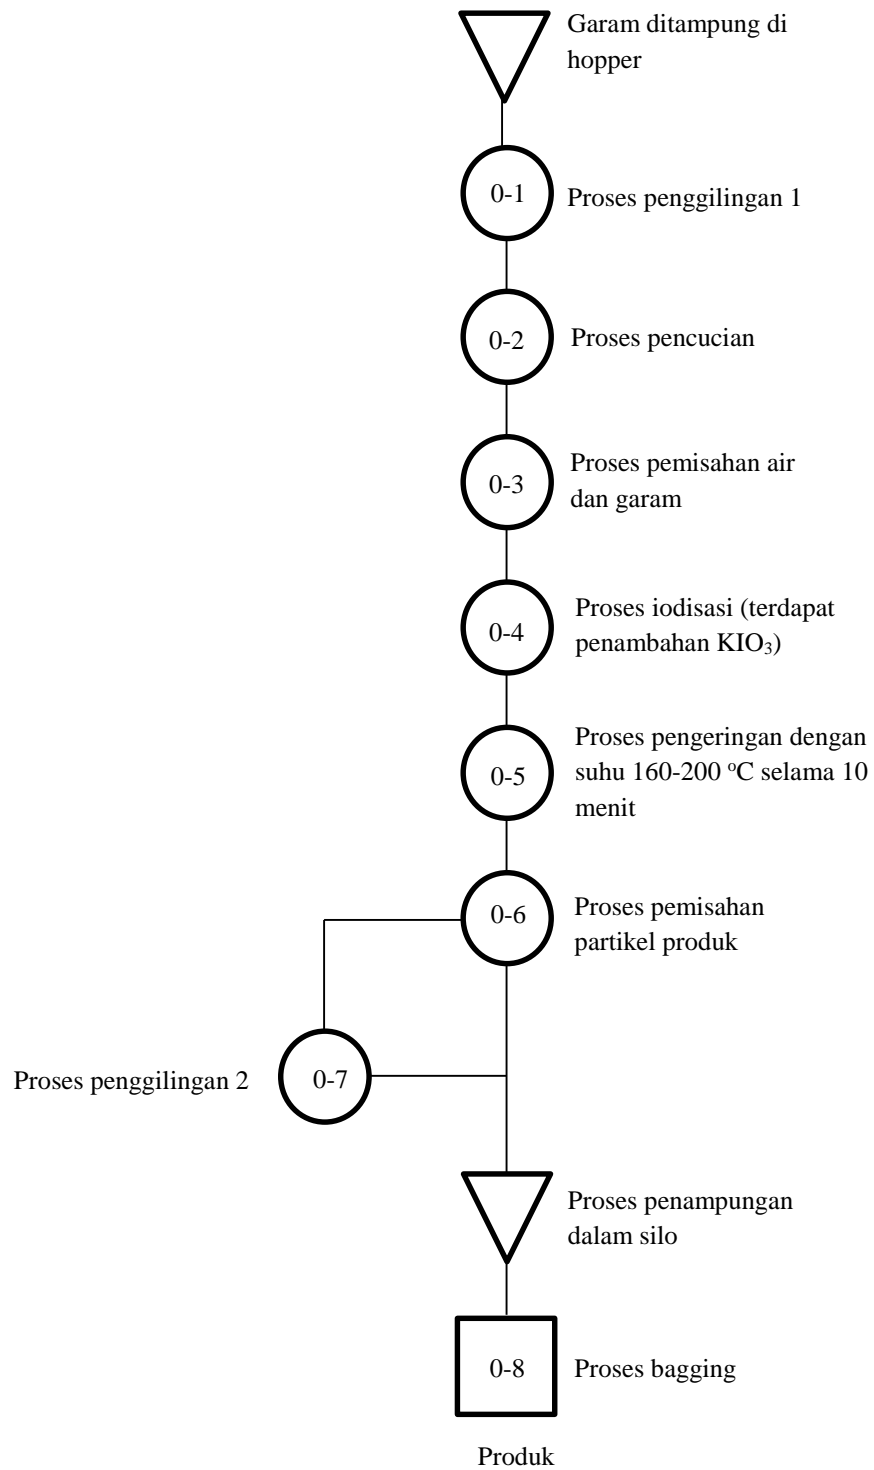 Garam ditampung di
hopper
0-1
Proses penggilingan 1
0-2
Proses pencucian
0-3
Proses pemisahan air
dan garam
0-4
Proses iodisasi (terdapat
penambahan KIO₃)
0-5
Proses pengeringan dengan
suhu 160-200 ᵒC selama 10
menit
0-6
Proses pemisahan
partikel produk
Proses penggilingan 2
0-7
Proses penampungan
dalam silo
0-8
Proses bagging
Produk